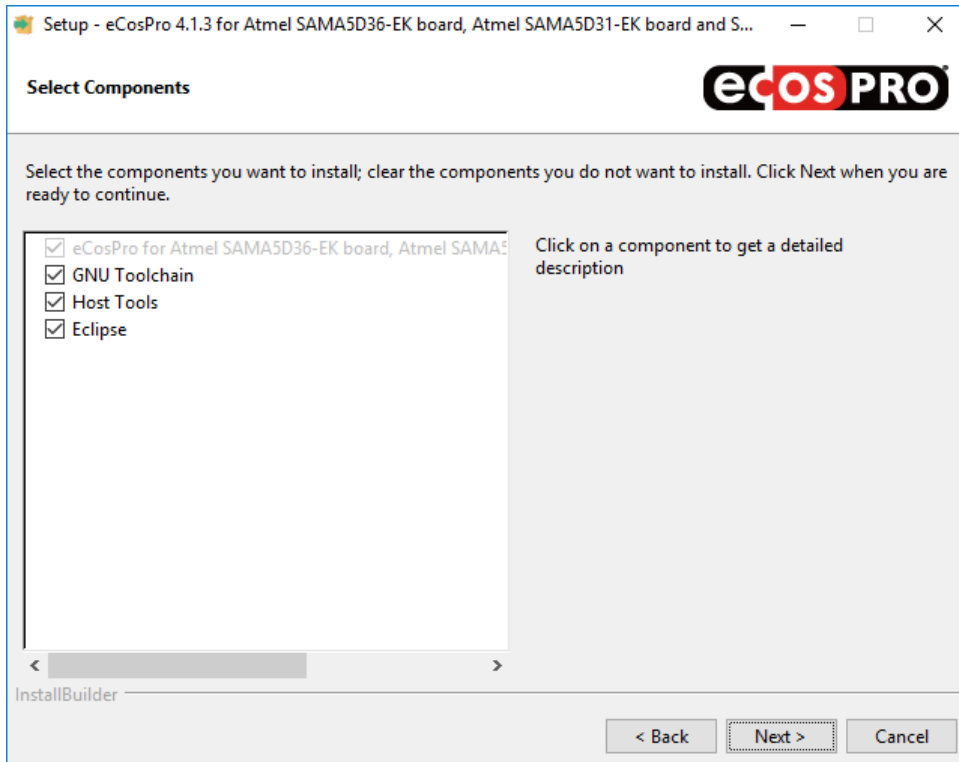 Setup - eCosPro 4.1.3 for Atmel SAMA5D36-EK board, Atmel SAMA5D31-EK board and S...
Select Components
eCos PRO
Select the components you want to install; clear the components you do not want to install. Click Next when you are
ready to continue.
eCosPro for Atmel SAMA5D36-EK board, Atmel SAMA5
GNU Toolchain
Host Tools
Eclipse
Click on a component to get a detailed
description
InstallBuilder
< Back
Next >
Cancel